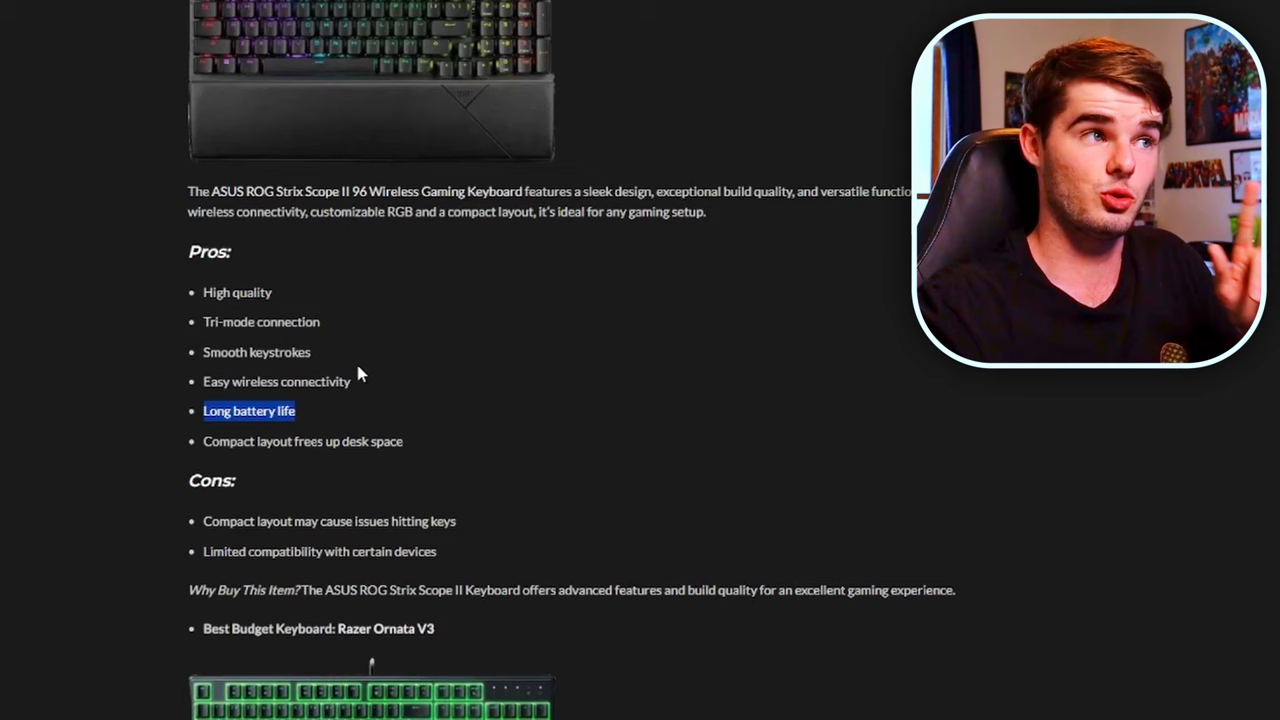 The ASUS ROG Strix Scope II 96 Wireless Gaming Keyboard features a sleek design, exceptional build quality, and versatile
wireless connectivity, customizable RGB and a compact layout, it's ideal for any gaming setup.
Pros:
• High quality
• Tri-mode connection
• Smooth keystrokes
• Easy wireless connectivity
• Long battery life
• Compact layout frees up desk space
Cons:
• Compact layout may cause issues hitting keys
• Limited compatibility with certain devices
Why Buy This Item? The ASUS ROG Strix Scope II Keyboard offers advanced features and build quality for an excellent gaming experience.
• Best Budget Keyboard: Razer Ornata V3